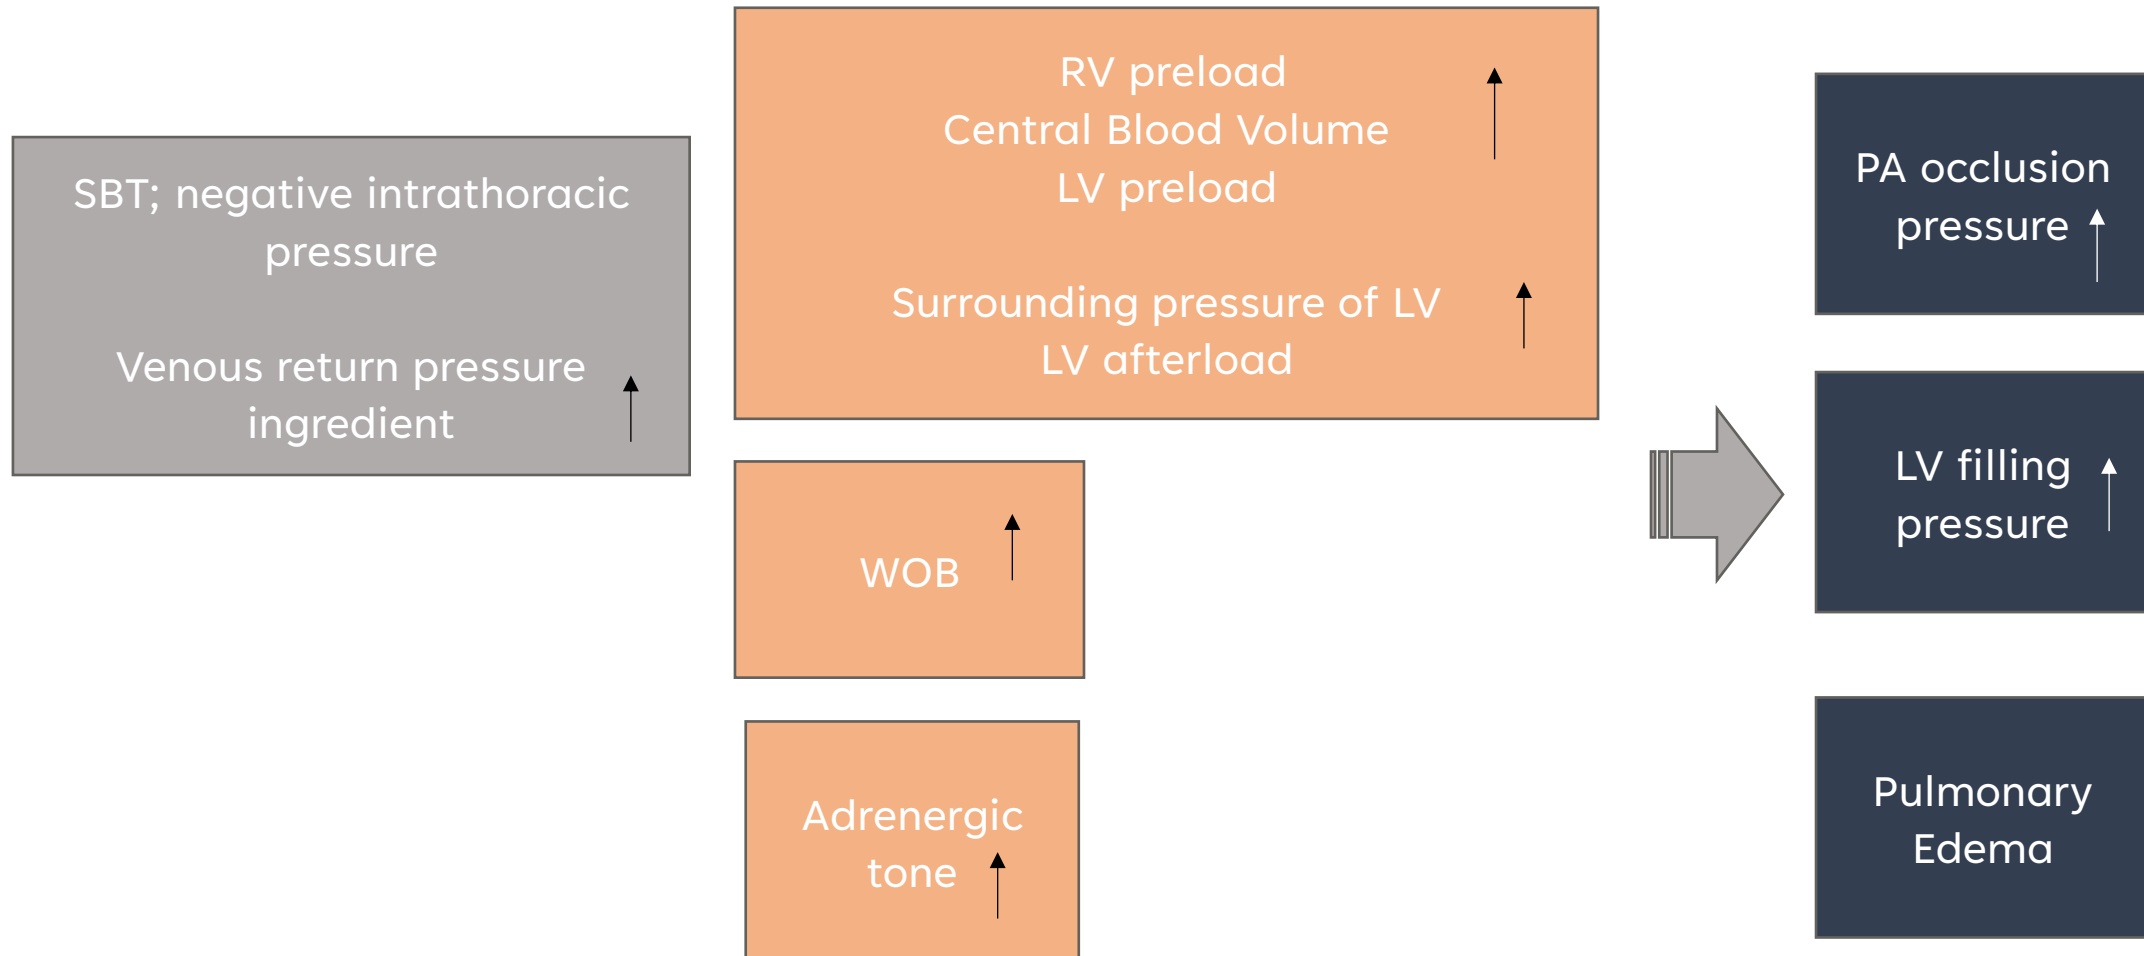 SBT; negative intrathoracic
pressure
Venous return pressure
ingredient
RV preload
Central Blood Volume
LV preload
Surrounding pressure of LV
LV afterload
WOB
Adrenergic
tone
PA occlusion
pressure
LV filling
pressure
Pulmonary
Edema